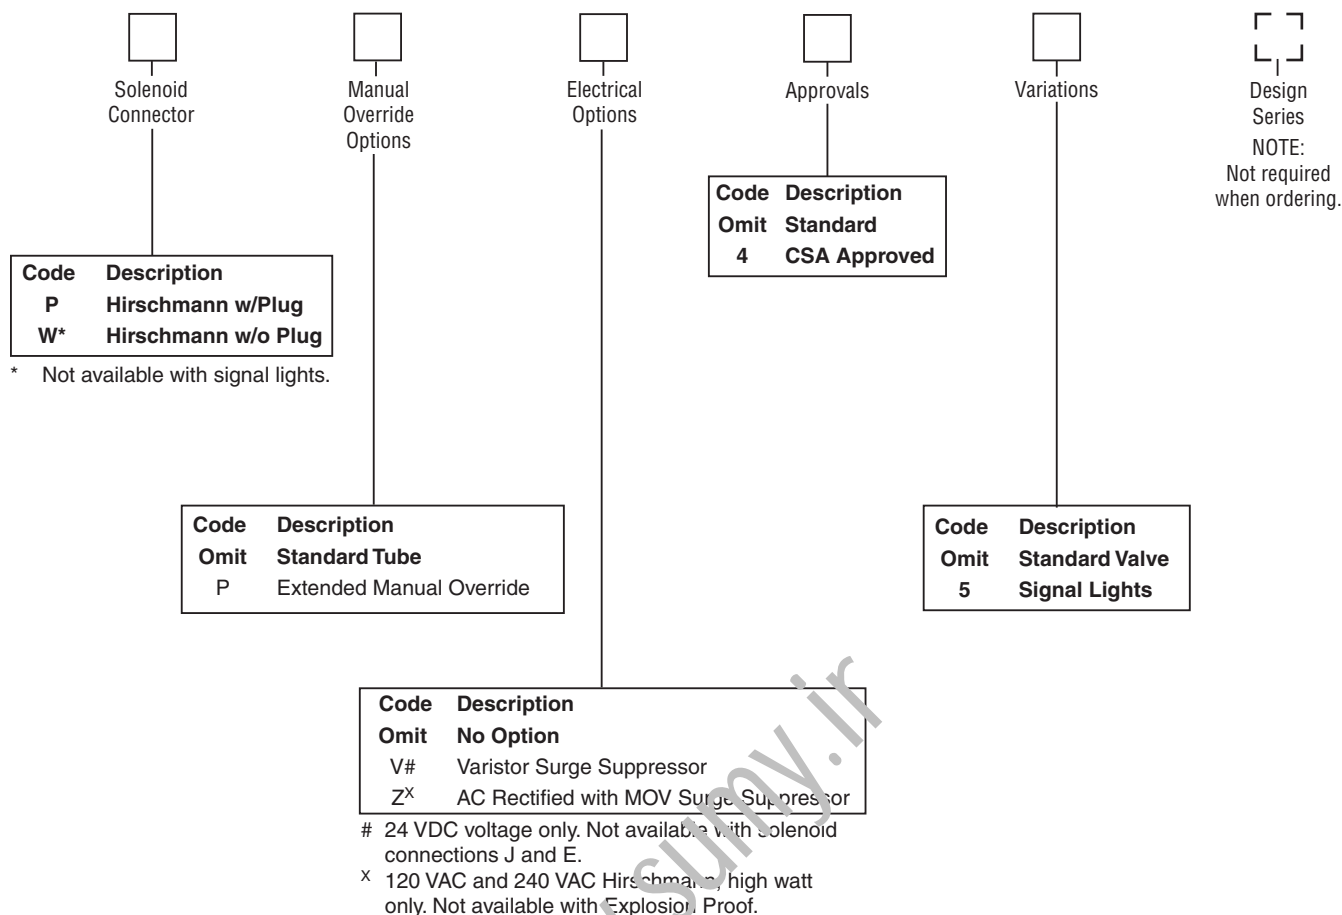 Solenoid
Connector
Manual
Override
Options
Electrical
Options
Approvals
Variations
Design
Series
NOTE:
Not required
when ordering.
Code Description
Omit Standard
4 CSA Approved
Code Description
P Hirschmann w/Plug
W* Hirschmann w/o Plug
* Not available with signal lights.
Code Description
Omit Standard Tube
P Extended Manual Override
Code Description
Omit Standard Valve
5 Signal Lights
Code Description
Omit No Option
V# Varistor Surge Suppressor
Zˣ AC Rectified with MOV Surge Suppressor
# 24 VDC voltage only. Not available with solenoid
connections J and E.
X 120 VAC and 240 VAC Hirschmann, high watt
only. Not available with Explosion Proof.
sumy.ir